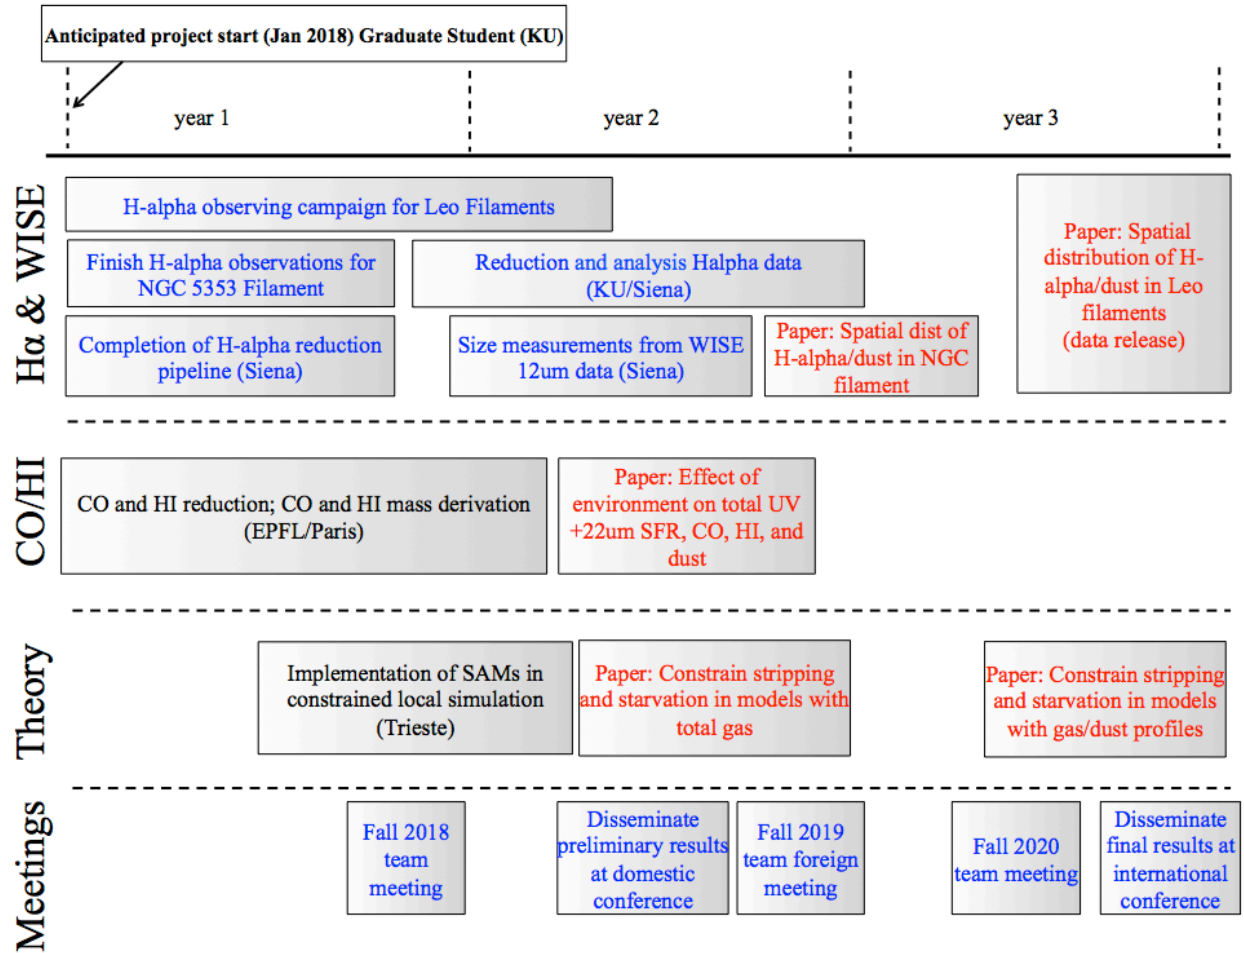 Anticipated project start (Jan 2018) Graduate Student (KU)
year 1
year 2
year 3
Hα & WISE
H-alpha observing campaign for Leo Filaments
Finish H-alpha observations for
NGC 5353 Filament
Reduction and analysis Halpha data
(KU/Siena)
Completion of H-alpha reduction
pipeline (Siena)
Size measurements from WISE
12um data (Siena)
Paper: Spatial dist of
H-alpha/dust in NGC
filament
Paper: Spatial
distribution of H-
alpha/dust in Leo
filaments
(data release)
CO/HI
CO and HI reduction; CO and HI mass derivation
(EPFL/Paris)
Paper: Effect of
environment on total UV
+22um SFR, CO, HI, and
dust
Theory
Implementation of SAMs in
constrained local simulation
(Trieste)
Paper: Constrain stripping
and starvation in models with
total gas
Paper: Constrain stripping
and starvation in models
with gas/dust profiles
Meetings
Fall 2018
team
meeting
Disseminate
preliminary results
at domestic
conference
Fall 2019
team foreign
meeting
Fall 2020
team meeting
Disseminate
final results at
international
conference